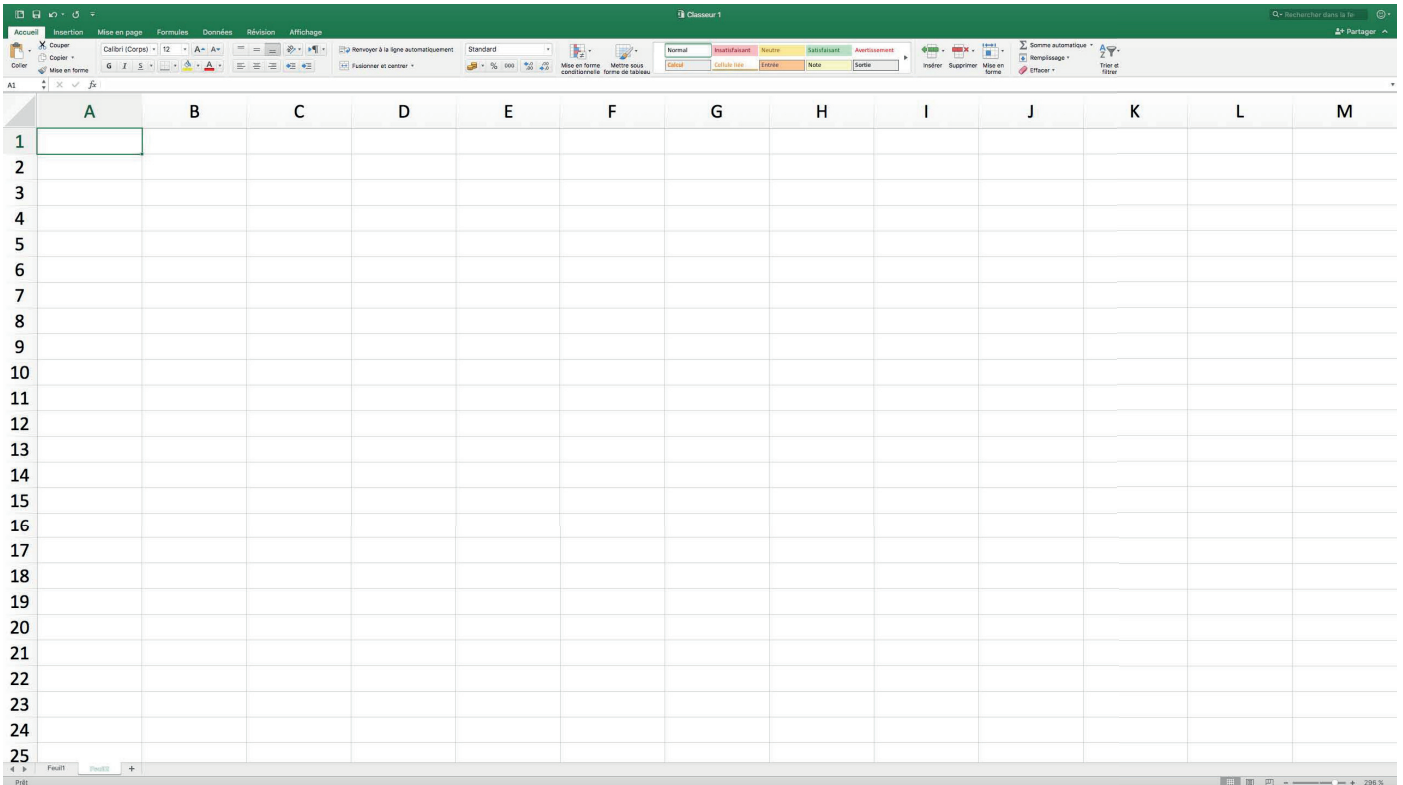 Classeur 1
Rechercher dans la fe
Accueil Insertion Mise en page Formules Données Révision Affichage
Partager
Coller
Couper
Copier
Mise en forme
Calibri (Corps) 12 A A
G I S A
Renvoyer à la ligne automatiquement
Fusionner et centrer
Standard
% 000
Mise en forme conditionnelle
Mettre sous forme de tableau
Normal Insatisfaisant Neutre Satisfaisant Avertissement
Calcul Cellule liée Entrée Note Sortie
Insérer Supprimer Mise en forme
Somme automatique
Remplissage
Effacer
Trier et filtrer
A1 fx
A B C D E F G H I J K L M
1
2
3
4
5
6
7
8
9
10
11
12
13
14
15
16
17
18
19
20
21
22
23
24
25
Feuil1 Feuil2 +
Prêt
- + 296 %